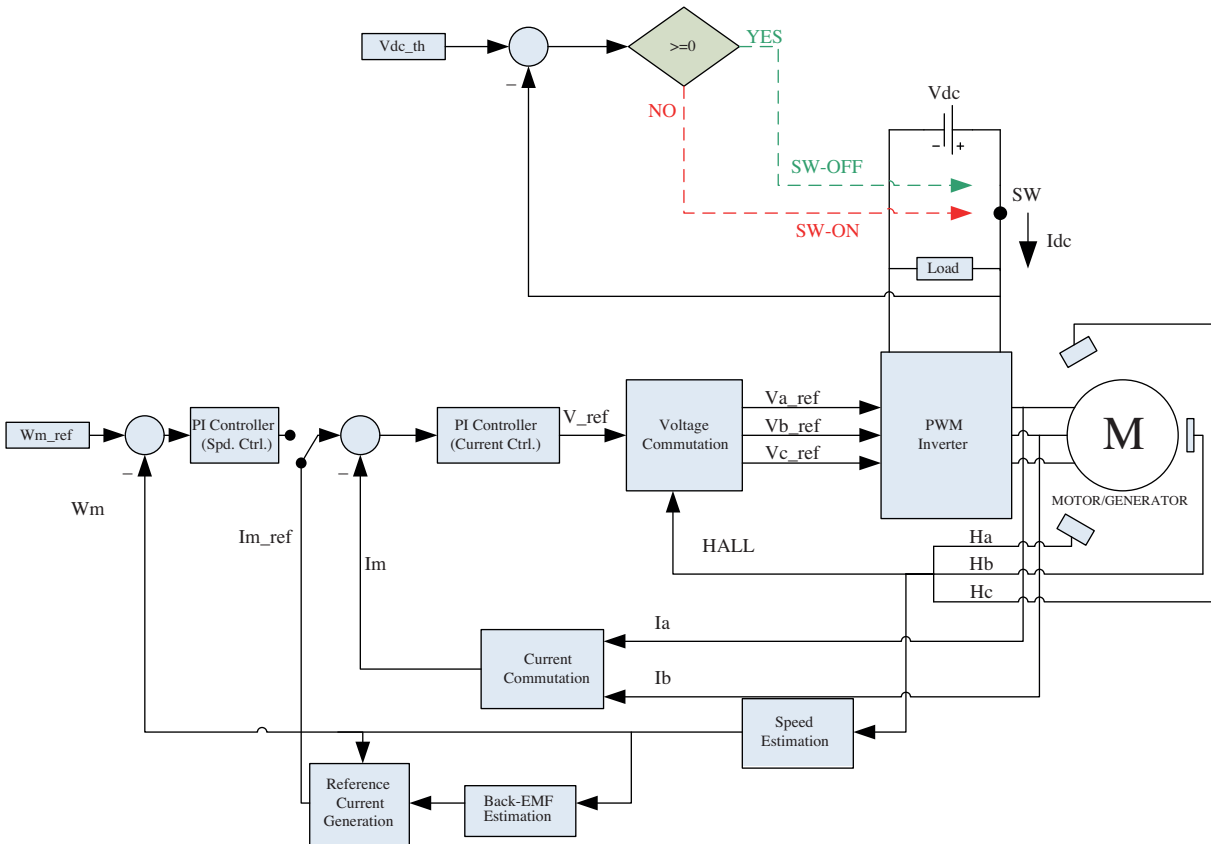 Vdc_th
>=0
YES
–
NO
Vdc
- +
SW-OFF
SW
SW-ON
Idc
Load
Wm_ref
PI Controller
(Spd. Ctrl.)
PI Controller
(Current Ctrl.)
V_ref
Voltage
Commutation
Va_ref
Vb_ref
Vc_ref
PWM
Inverter
M
MOTOR/GENERATOR
–
–
Wm
Im_ref
Im
HALL
Ha
Hb
Hc
Ia
Ib
Current
Commutation
Speed
Estimation
Reference
Current
Generation
Back-EMF
Estimation